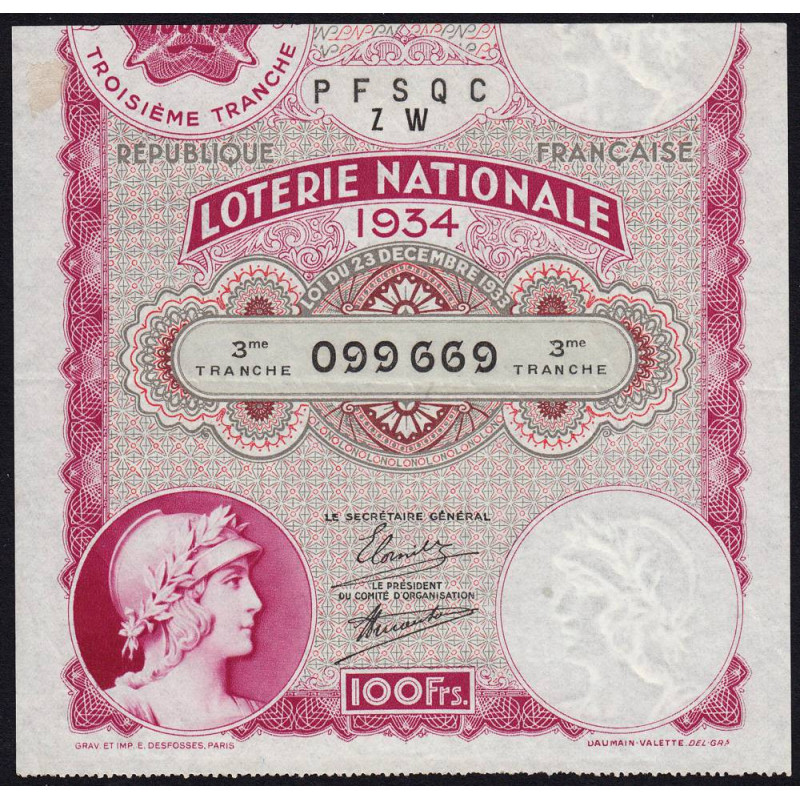 TROISIÈME TRANCHE
P F S Q C
Z W
RÉPUBLIQUE FRANÇAISE
LOTERIE NATIONALE
1934
LOI DU 23 DECEMBRE 1933
3me TRANCHE 099669 3me TRANCHE
LE SECRÉTAIRE GÉNÉRAL
LE PRÉSIDENT
DU COMITÉ D'ORGANISATION
100Frs.
GRAV. ET IMP. E. DESFOSSES, PARIS
DAUMAIN-VALETTE.DEL-GR^S